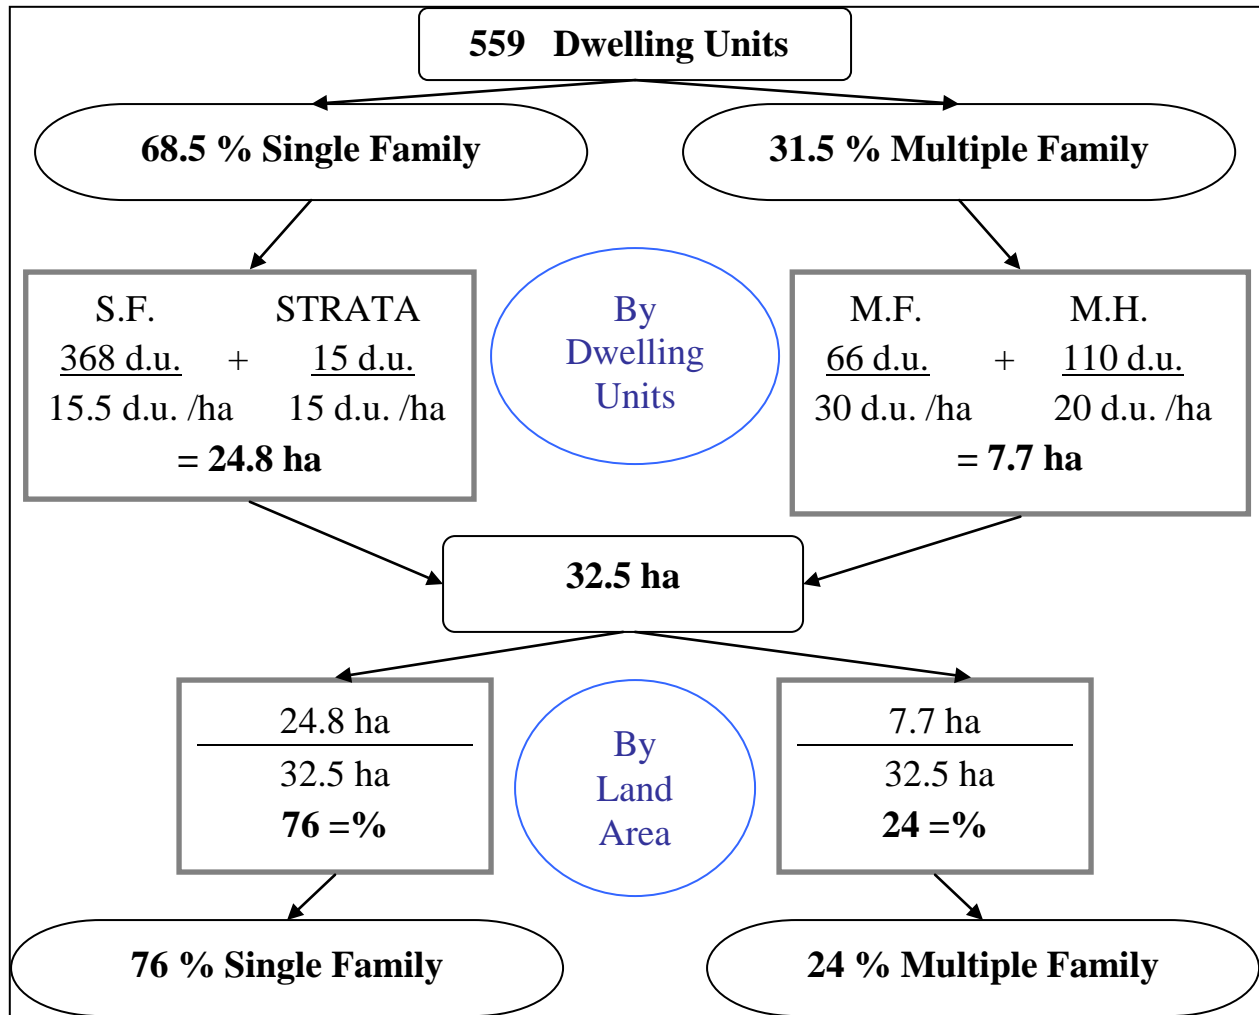 559 Dwelling Units
68.5 % Single Family
31.5 % Multiple Family
S.F. STRATA
368 d.u. + 15 d.u.
15.5 d.u. /ha 15 d.u. /ha
= 24.8 ha
By
Dwelling
Units
M.F. M.H.
66 d.u. + 110 d.u.
30 d.u. /ha 20 d.u. /ha
= 7.7 ha
32.5 ha
24.8 ha
32.5 ha
76 =%
By
Land
Area
7.7 ha
32.5 ha
24 =%
76 % Single Family
24 % Multiple Family